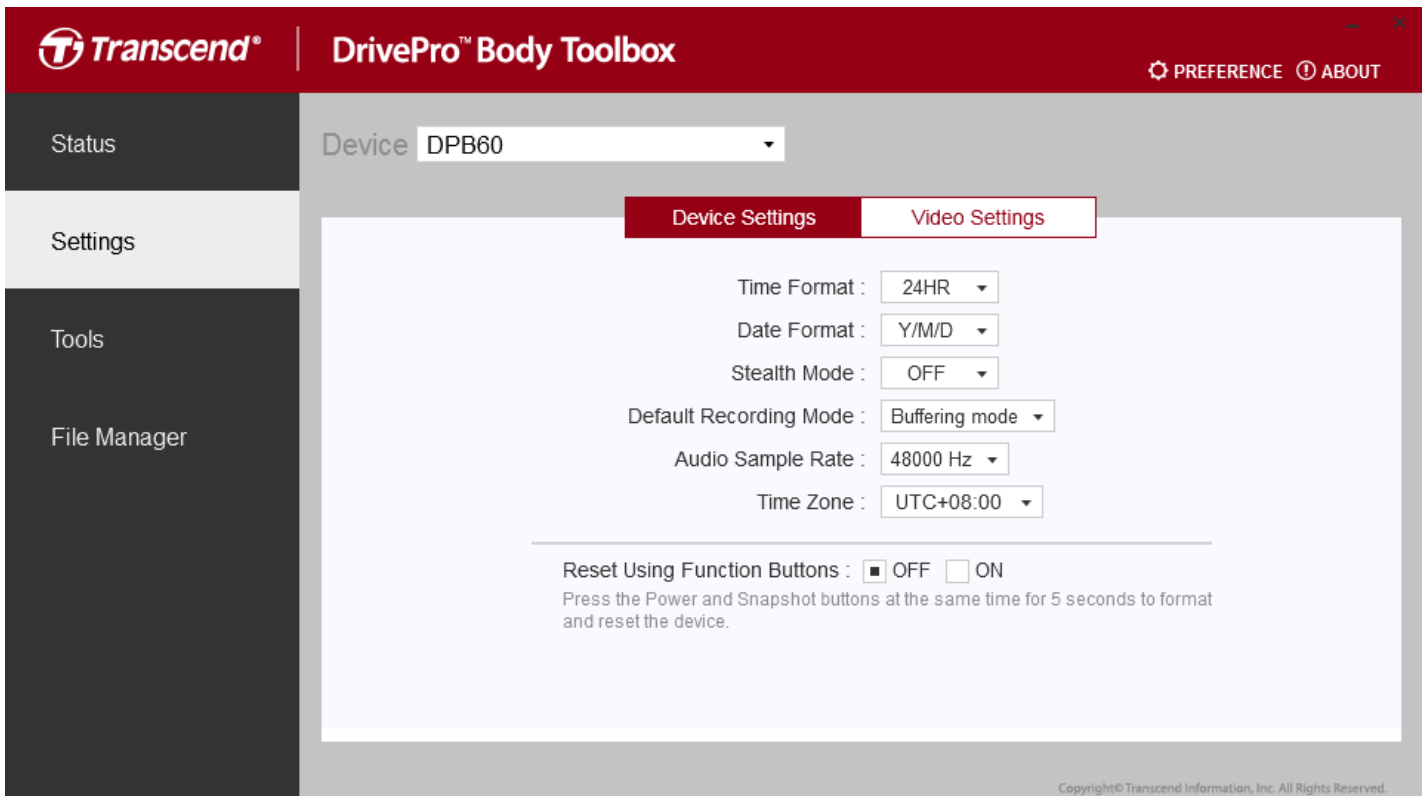 Transcend® DrivePro™ Body Toolbox
PREFERENCE ABOUT
Status
Settings
Tools
File Manager
Device DPB60
Device Settings Video Settings
Time Format : 24HR
Date Format : Y/M/D
Stealth Mode : OFF
Default Recording Mode : Buffering mode
Audio Sample Rate : 48000 Hz
Time Zone : UTC+08:00
Reset Using Function Buttons : OFF ON
Press the Power and Snapshot buttons at the same time for 5 seconds to format
and reset the device.
Copyright© Transcend Information, Inc. All Rights Reserved.